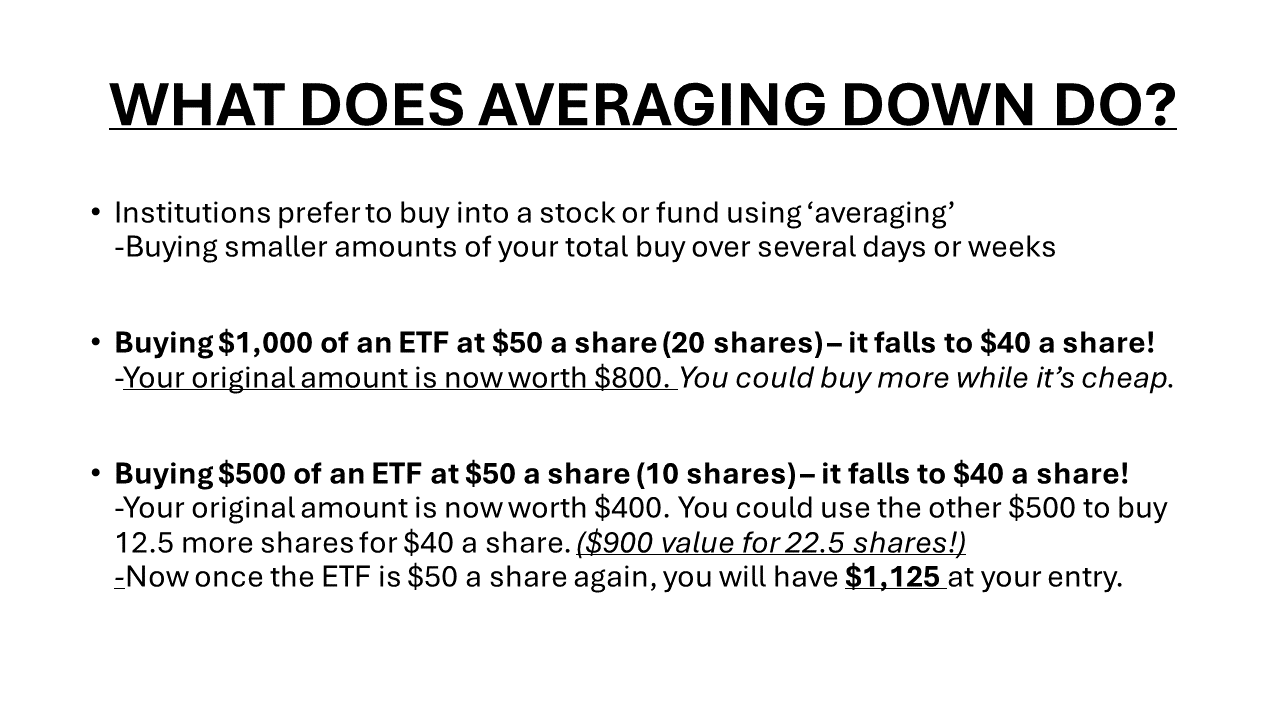 WHAT DOES AVERAGING DOWN DO?
• Institutions prefer to buy into a stock or fund using ‘averaging’
-Buying smaller amounts of your total buy over several days or weeks
• Buying $1,000 of an ETF at $50 a share (20 shares) – it falls to $40 a share!
-Your original amount is now worth $800. You could buy more while it’s cheap.
• Buying $500 of an ETF at $50 a share (10 shares) – it falls to $40 a share!
-Your original amount is now worth $400. You could use the other $500 to buy
12.5 more shares for $40 a share. ($900 value for 22.5 shares!)
-Now once the ETF is $50 a share again, you will have $1,125 at your entry.